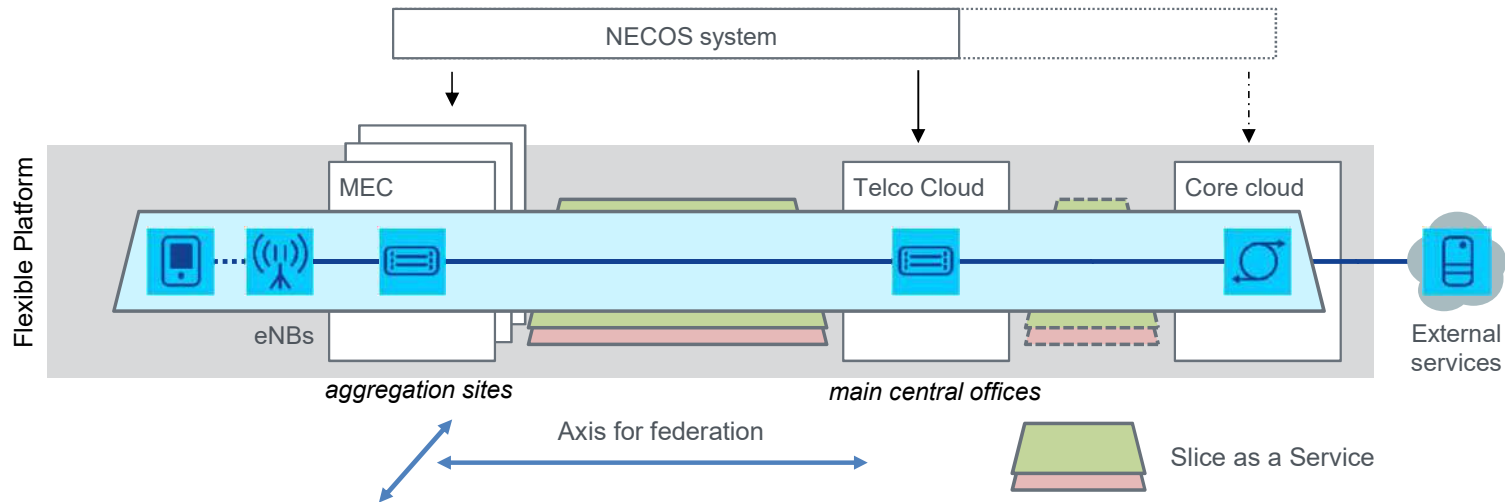 NECOS system
Flexible Platform
MEC
Telco Cloud
Core cloud
eNBs
External
services
aggregation sites
main central offices
Axis for federation
Slice as a Service